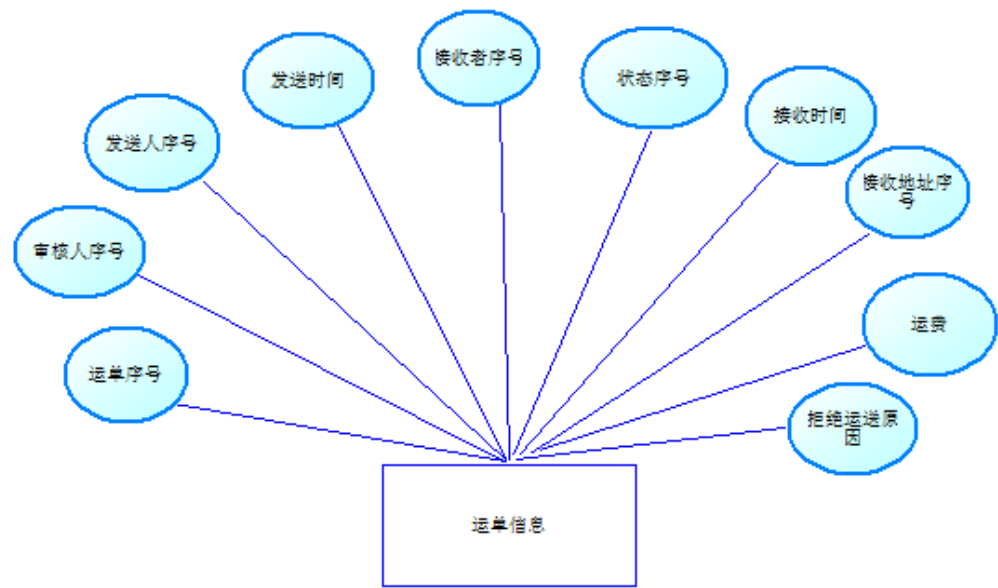 接收者序号
状态序号
发送时间
接收时间
发送人序号
接收地址序
号
审核人序号
运费
运单序号
拒绝运送原
因
运单信息